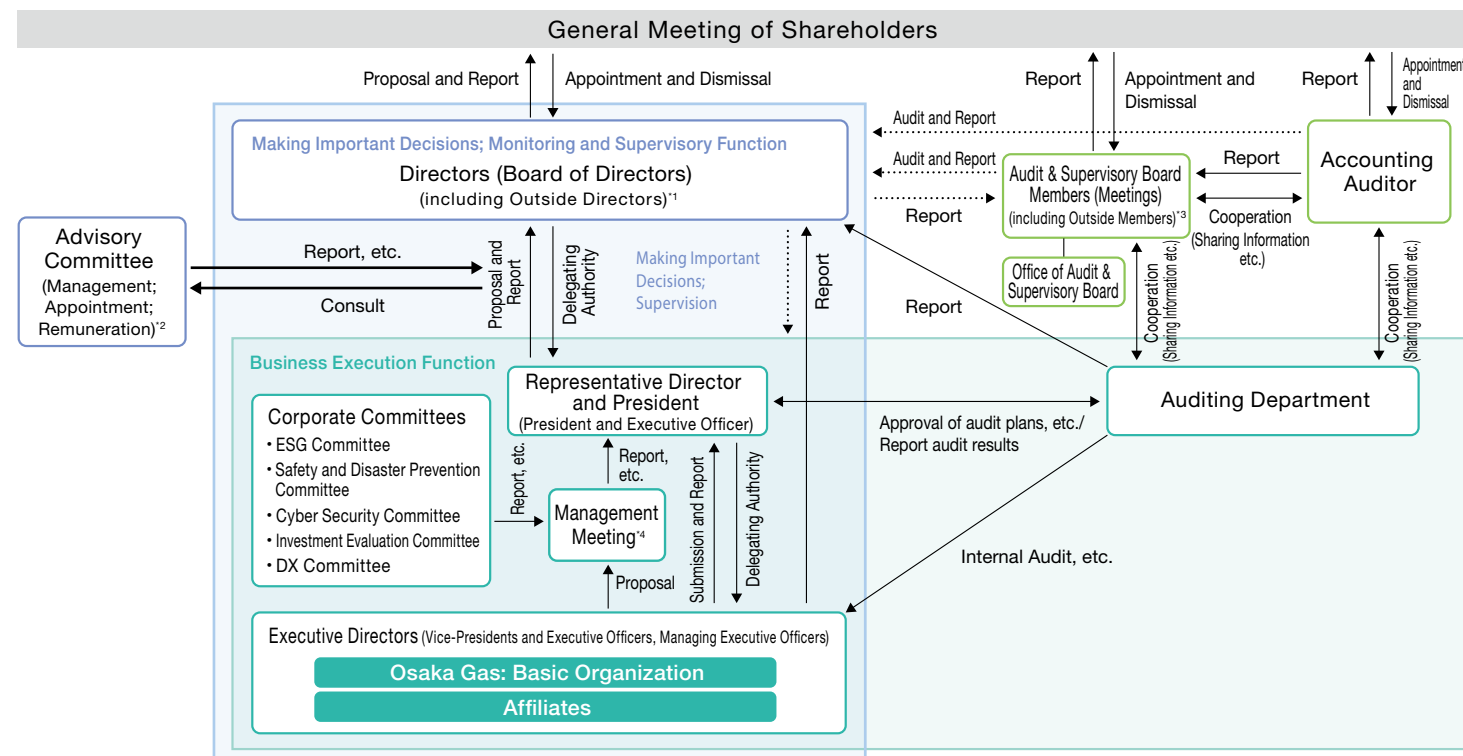 General Meeting of Shareholders
Proposal and Report
Appointment and Dismissal
Report
Appointment and
Dismissal
Report
Appointment
and
Dismissal
Making Important Decisions; Monitoring and Supervisory Function
Directors (Board of Directors)
(including Outside Directors)*1
Audit and Report
Audit and Report
Report
Audit & Supervisory Board
Members (Meetings)
(including Outside Members)*3
Office of Audit &
Supervisory Board
Report
Cooperation
(Sharing Information
etc.)
Accounting
Auditor
Advisory
Committee
(Management;
Appointment;
Remuneration)*2
Report, etc.
Consult
Proposal and
Report
Delegating
Authority
Making Important
Decisions;
Supervision
Report
Report
Cooperation
(Sharing Information etc.)
Cooperation
(Sharing Information etc.)
Business Execution Function
Corporate Committees
• ESG Committee
• Safety and Disaster Prevention
Committee
• Cyber Security Committee
• Investment Evaluation Committee
• DX Committee
Representative Director
and President
(President and Executive Officer)
Report, etc.
Report,
etc.
Management
Meeting*4
Proposal
Submission and Report
Delegating Authority
Approval of audit plans, etc./
Report audit results
Auditing Department
Internal Audit, etc.
Executive Directors (Vice-Presidents and Executive Officers, Managing Executive Officers)
Osaka Gas: Basic Organization
Affiliates